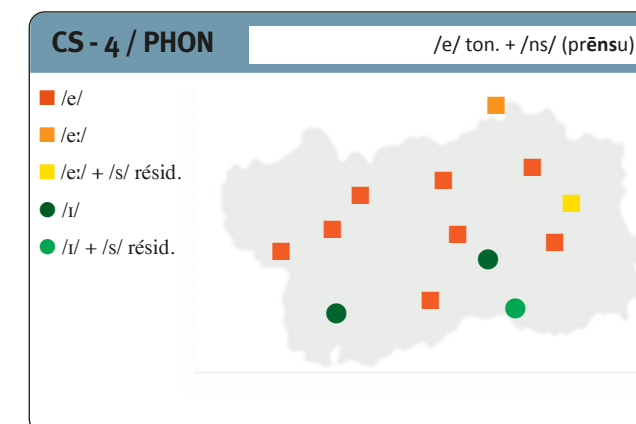 CS - 4 / PHON
/e/ ton. + /ns/ (prēnsu)
/e/
/eː/
/eː/ + /s/ résid.
/ɪ/
/ɪ/ + /s/ résid.